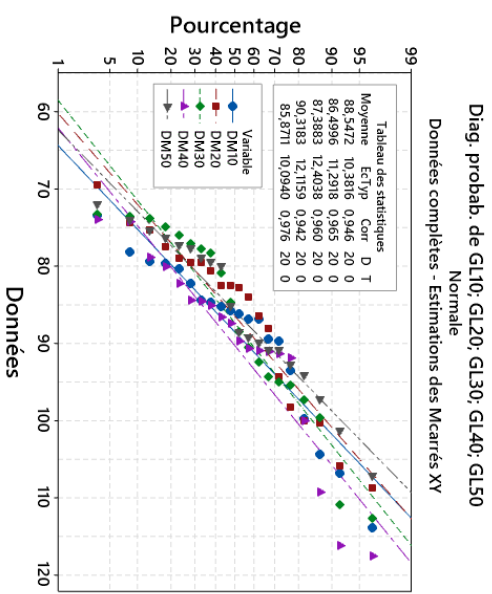 Diag. probab. de GL10; GL20; GL30; GL40; GL50
Normale
Données complètes - Estimations des Mcarrés XY
Pourcentage
99
95
90
80
70
60
50
40
30
20
10
5
1
60
70
80
90
100
110
120
Données
Tableau des statistiques
Moyenne EcTyp Corr D T
88,5472 10,3816 0,946 20 0
86,4996 11,2918 0,965 20 0
87,3883 12,4038 0,960 20 0
90,3183 12,1159 0,942 20 0
85,8711 10,0940 0,976 20 0
Variable
DM10
DM20
DM30
DM40
DM50